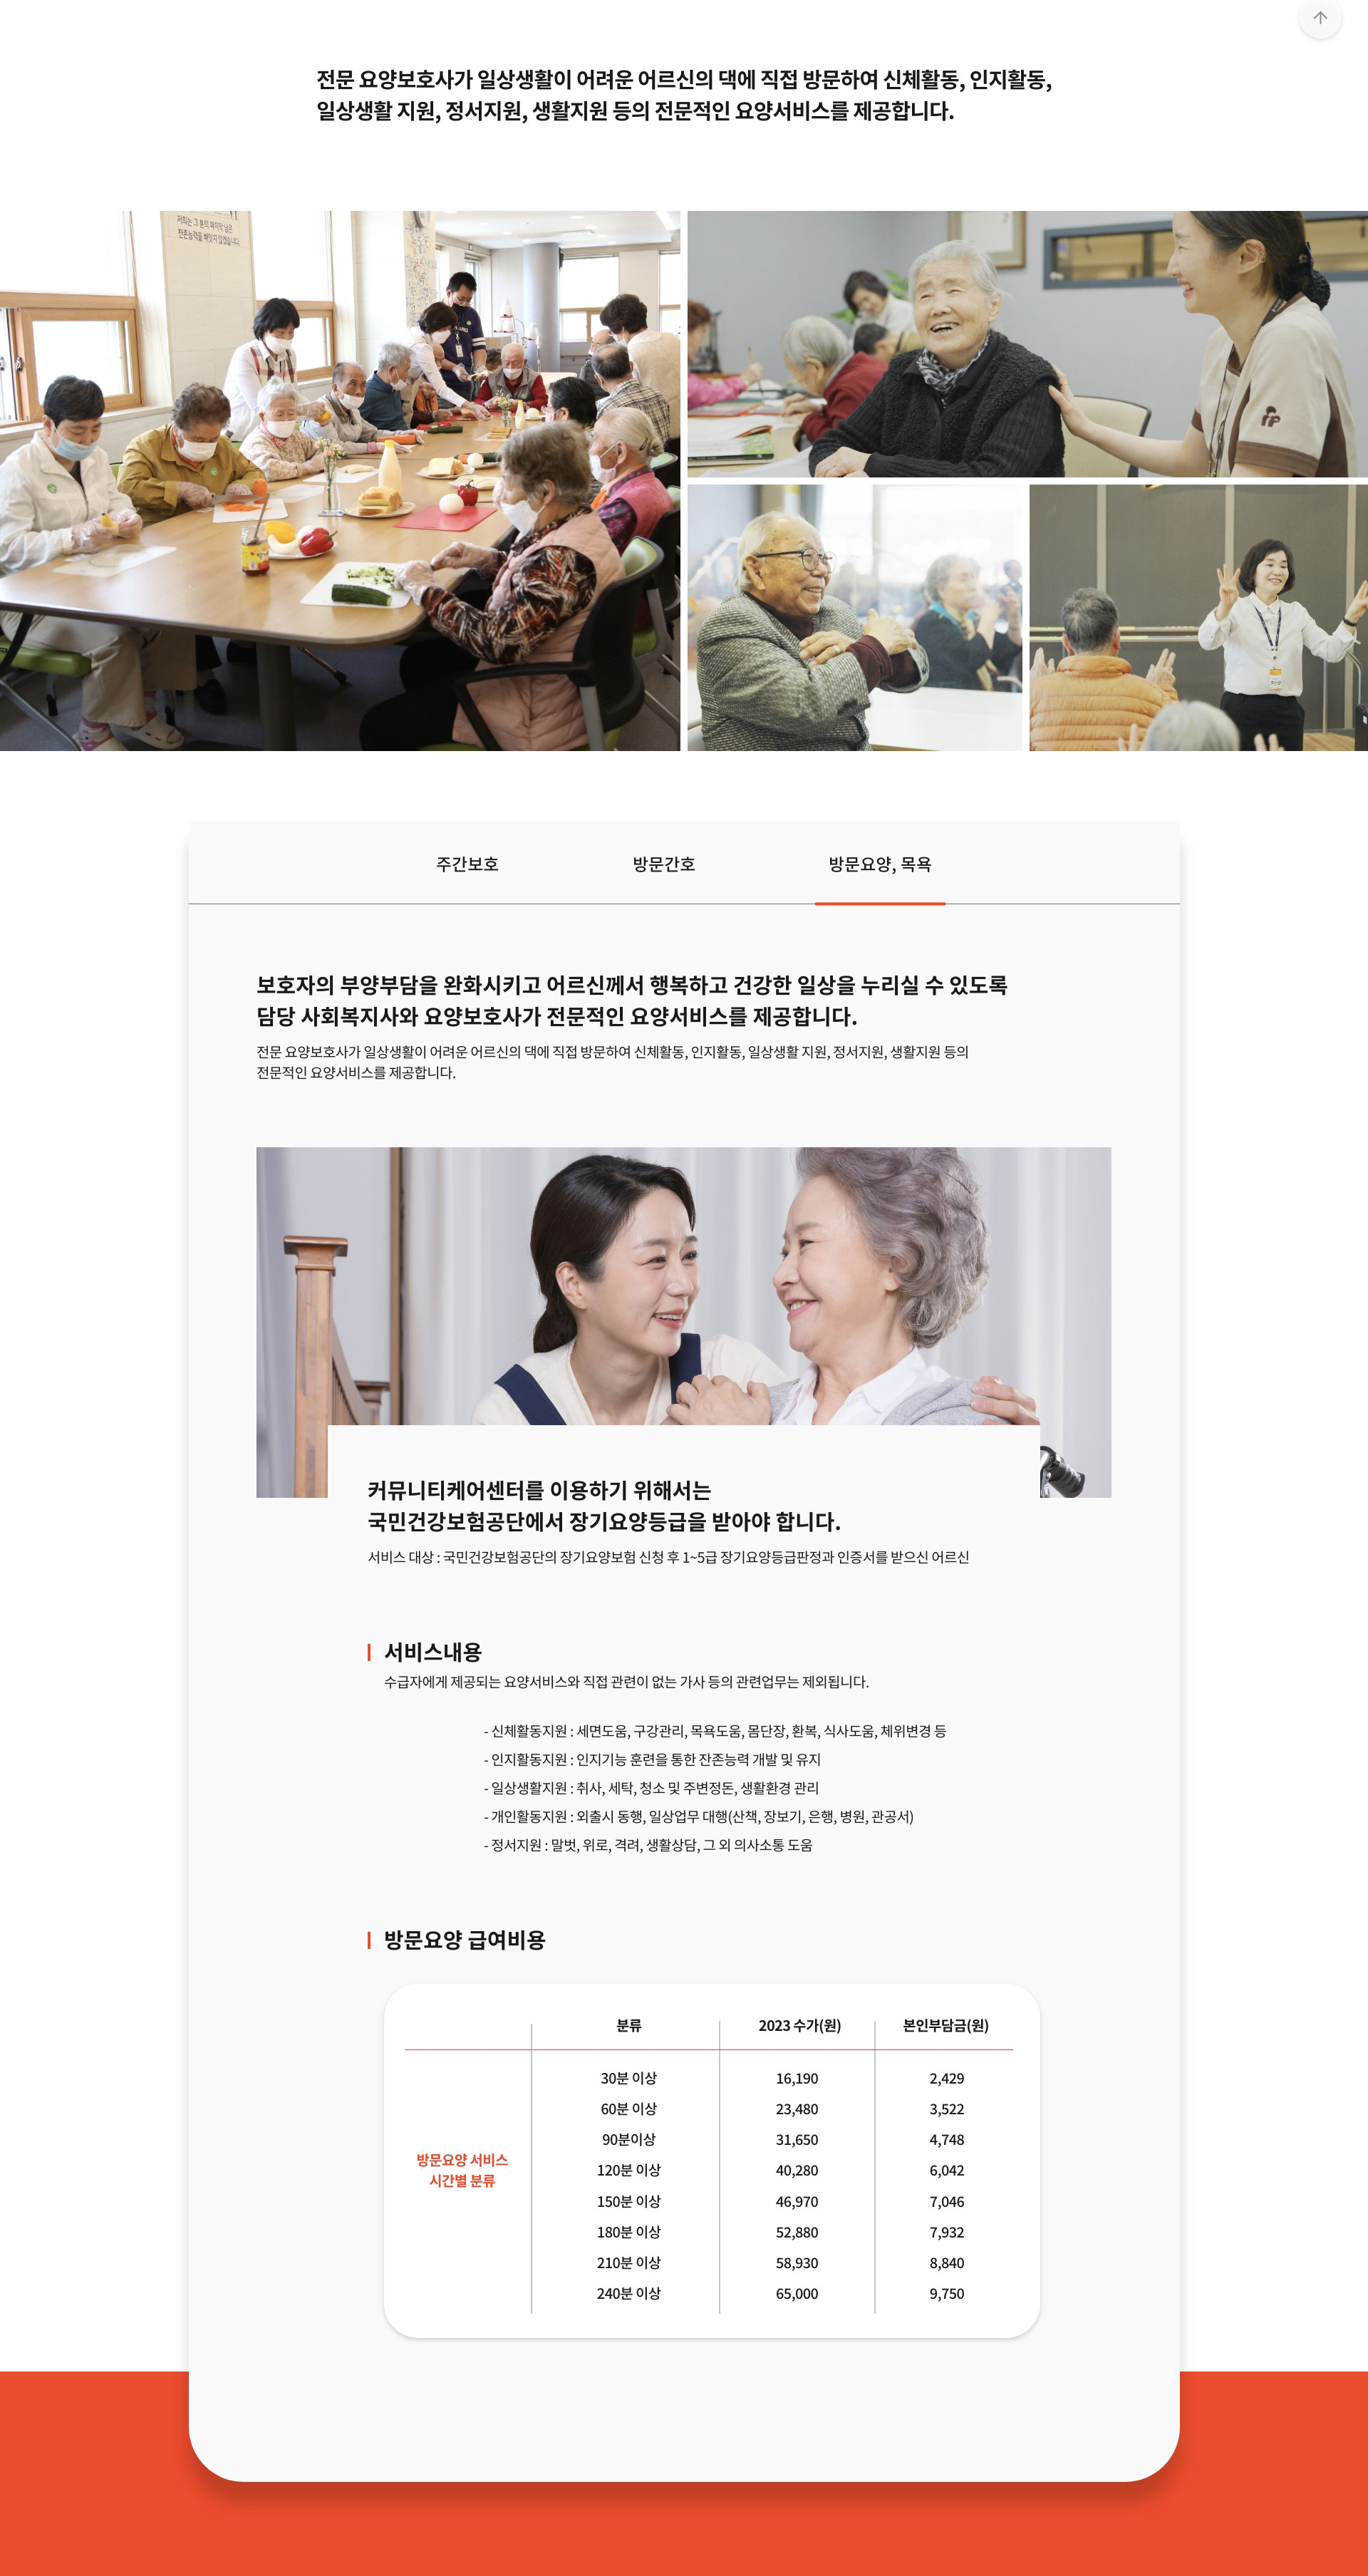 전문 요양보호사가 일상생활이 어려운 어르신의 댁에 직접 방문하여 신체활동, 인지활동,
일상생활 지원, 정서지원, 생활지원 등의 전문적인 요양서비스를 제공합니다.
저희는 그 분의 마지막 남은
잔존능력을 빼앗지 않겠습니다.
주간보호
방문간호
방문요양, 목욕
보호자의 부양부담을 완화시키고 어르신께서 행복하고 건강한 일상을 누리실 수 있도록
담당 사회복지사와 요양보호사가 전문적인 요양서비스를 제공합니다.
전문 요양보호사가 일상생활이 어려운 어르신의 댁에 직접 방문하여 신체활동, 인지활동, 일상생활 지원, 정서지원, 생활지원 등의
전문적인 요양서비스를 제공합니다.
커뮤니티케어센터를 이용하기 위해서는
국민건강보험공단에서 장기요양등급을 받아야 합니다.
서비스 대상 : 국민건강보험공단의 장기요양보험 신청 후 1~5급 장기요양등급판정과 인증서를 받으신 어르신
서비스내용
수급자에게 제공되는 요양서비스와 직접 관련이 없는 가사 등의 관련업무는 제외됩니다.
- 신체활동지원 : 세면도움, 구강관리, 목욕도움, 몸단장, 환복, 식사도움, 체위변경 등
- 인지활동지원 : 인지기능 훈련을 통한 잔존능력 개발 및 유지
- 일상생활지원 : 취사, 세탁, 청소 및 주변정돈, 생활환경 관리
- 개인활동지원 : 외출시 동행, 일상업무 대행(산책, 장보기, 은행, 병원, 관공서)
- 정서지원 : 말벗, 위로, 격려, 생활상담, 그 외 의사소통 도움
방문요양 급여비용
분류 2023 수가(원) 본인부담금(원)
방문요양 서비스
시간별 분류
30분 이상 16,190 2,429
60분 이상 23,480 3,522
90분이상 31,650 4,748
120분 이상 40,280 6,042
150분 이상 46,970 7,046
180분 이상 52,880 7,932
210분 이상 58,930 8,840
240분 이상 65,000 9,750